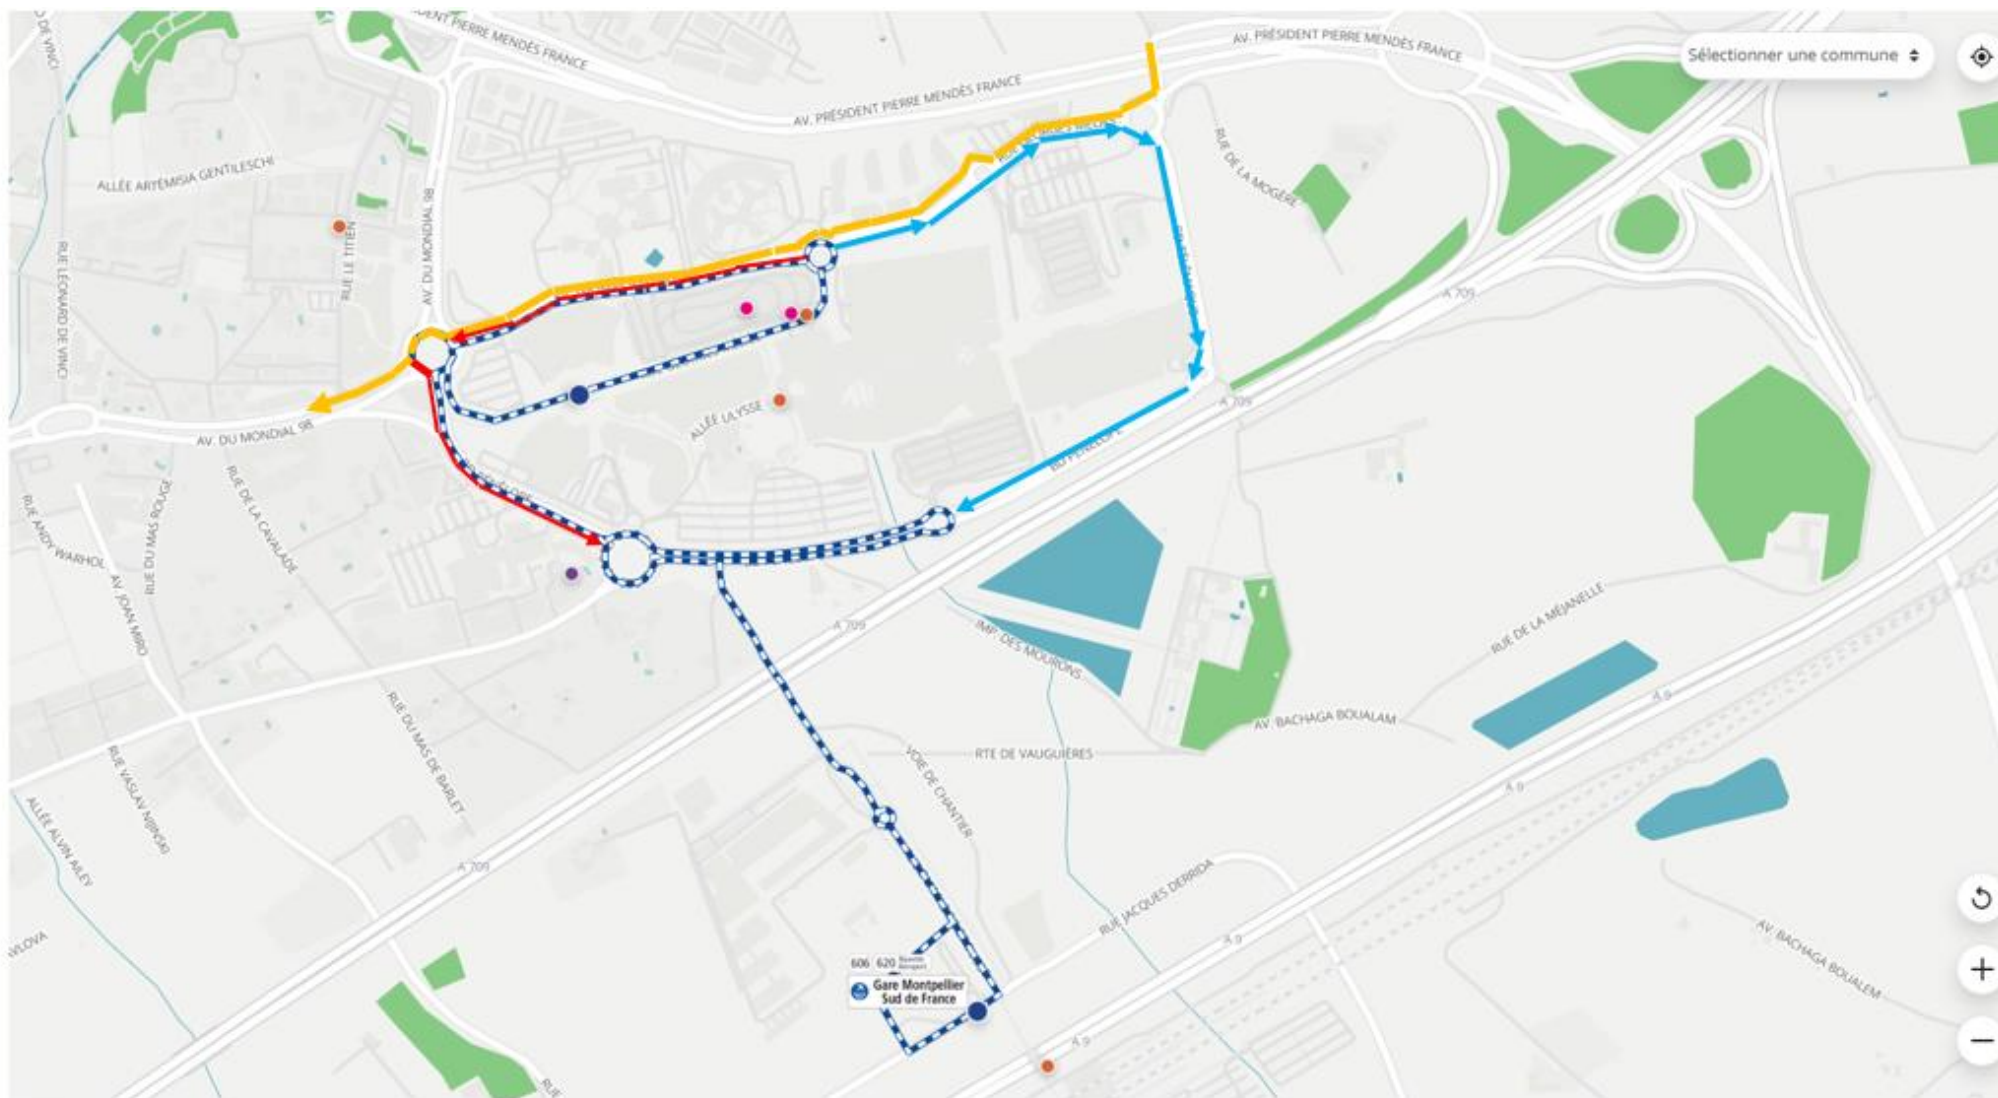 AV. PRÉSIDENT PIERRE MENDÈS FRANCE
Sélectionner une commune
PIERRE MENDÈS FRANCE
AV. PRÉSIDENT PIERRE MENDÈS FRANCE
DE VINCI
ALLÉE ARTÉMISIA GENTILESCHI
RUE DE LA MOGÈRE
AV. DU MONDIAL 98
RUE LE TITIEN
RUE LÉONARD DE VINCI
A 709
A 709
ALLÉE ULYSSE
AV. DU MONDIAL 98
RUE DE LA CAVALADE
RUE DU MAS ROUGE
RUE ANDY WARHOL
AV. JOAN MIRO
A 709
IMP. DES MOURONS
RUE DE LA MÉJANELLE
A 9
AV. BACHAGA BOUALAM
RTE DE VAUGUIÈRES
VOIE DE CHANTIER
RUE DU MAS DE BARLET
RUE VASLAV NIJINSKI
ALLÉE ALVIN AILEY
A 709
A 9
RUE JACQUES DERRIDA
A 9
AV. BACHAGA BOUALEM
606 620
Gare Montpellier
Sud de France
A 9
RUE